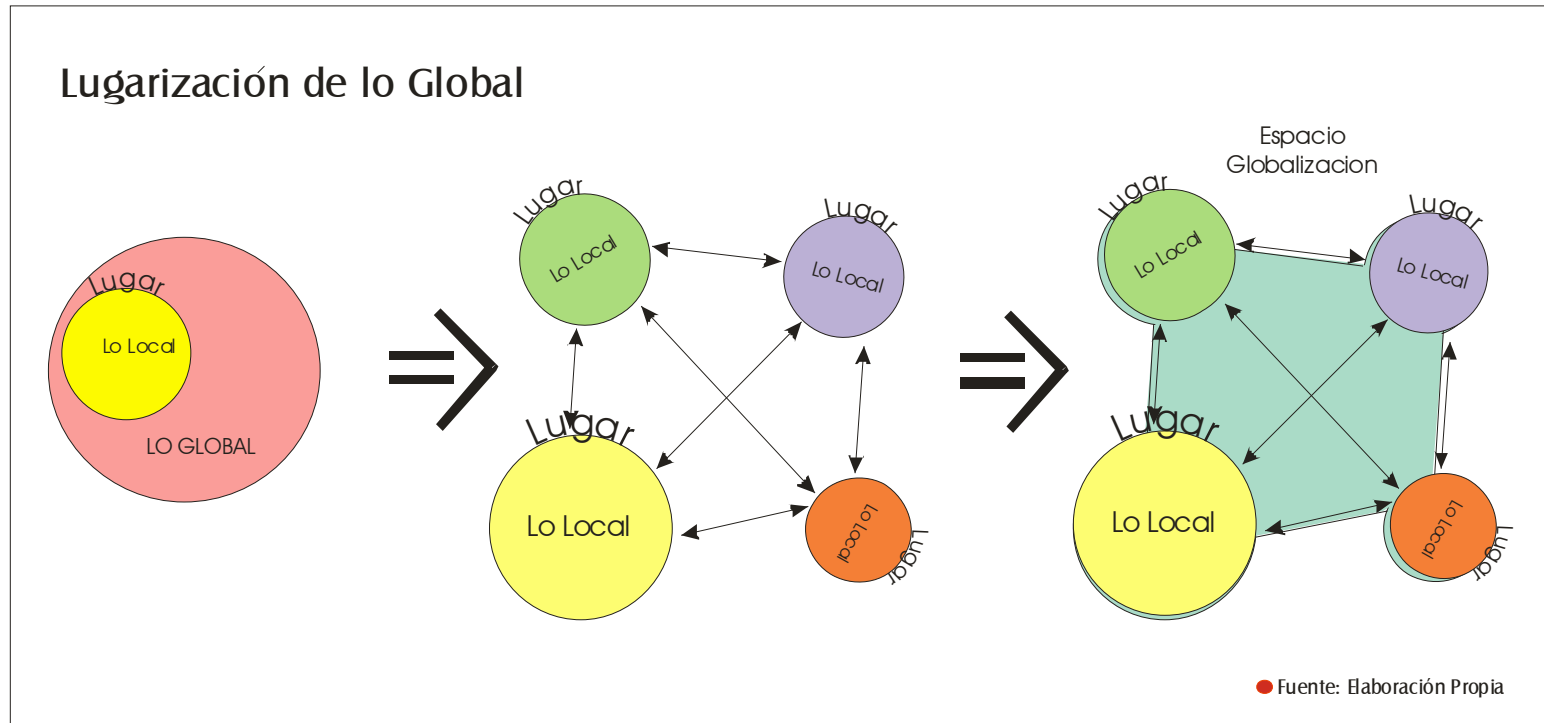 Lugarización de lo Global
Lugar
Lo Local
LO GLOBAL
Lugar
Lo Local
Lugar
Lo Local
Lugar
Lo Local
Lo Local
Lugar
Espacio
Globalizacion
Lugar
Lo Local
Lugar
Lo Local
Lugar
Lo Local
Lo Local
Lugar
Fuente: Elaboración Propia